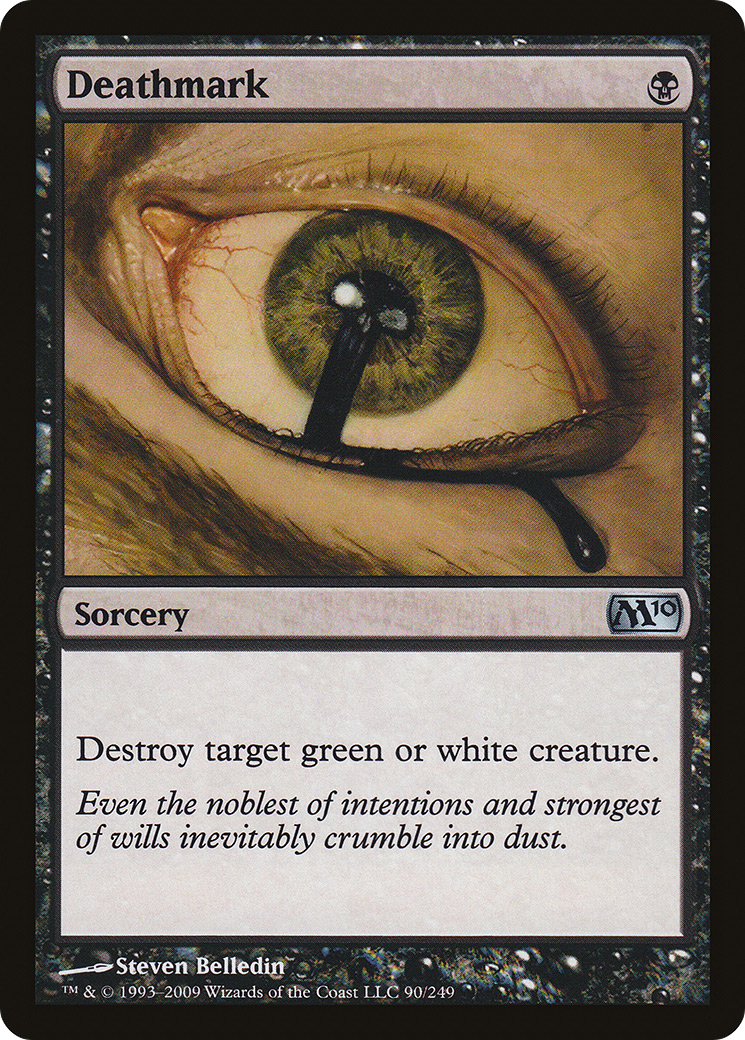 Deathmark
Sorcery
M10
Destroy target green or white creature.
Even the noblest of intentions and strongest
of wills inevitably crumble into dust.
Steven Belledin
™ & © 1993–2009 Wizards of the Coast LLC 90/249